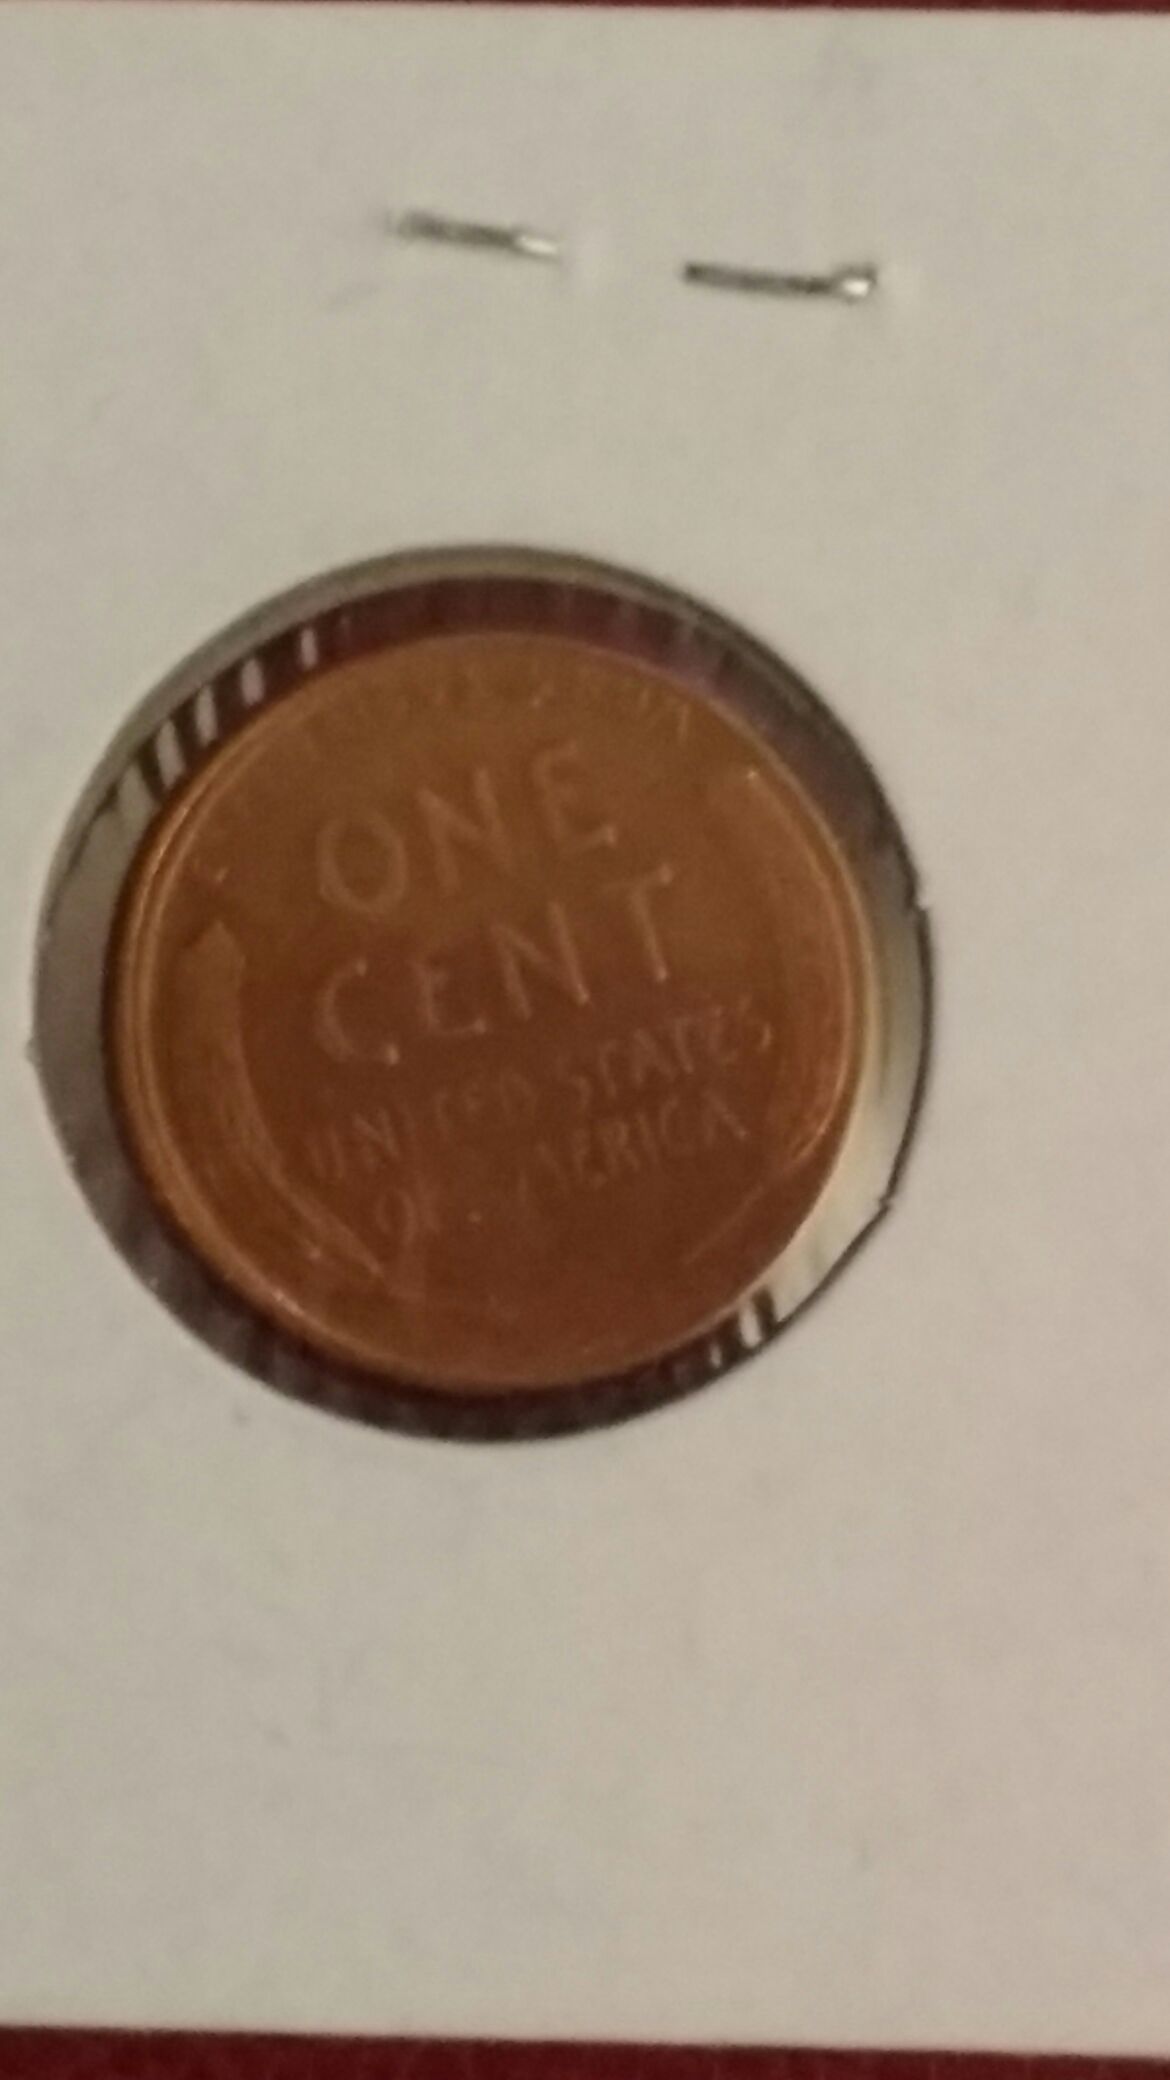 ONE
CENT
UNITED STATES
OF AMERICA